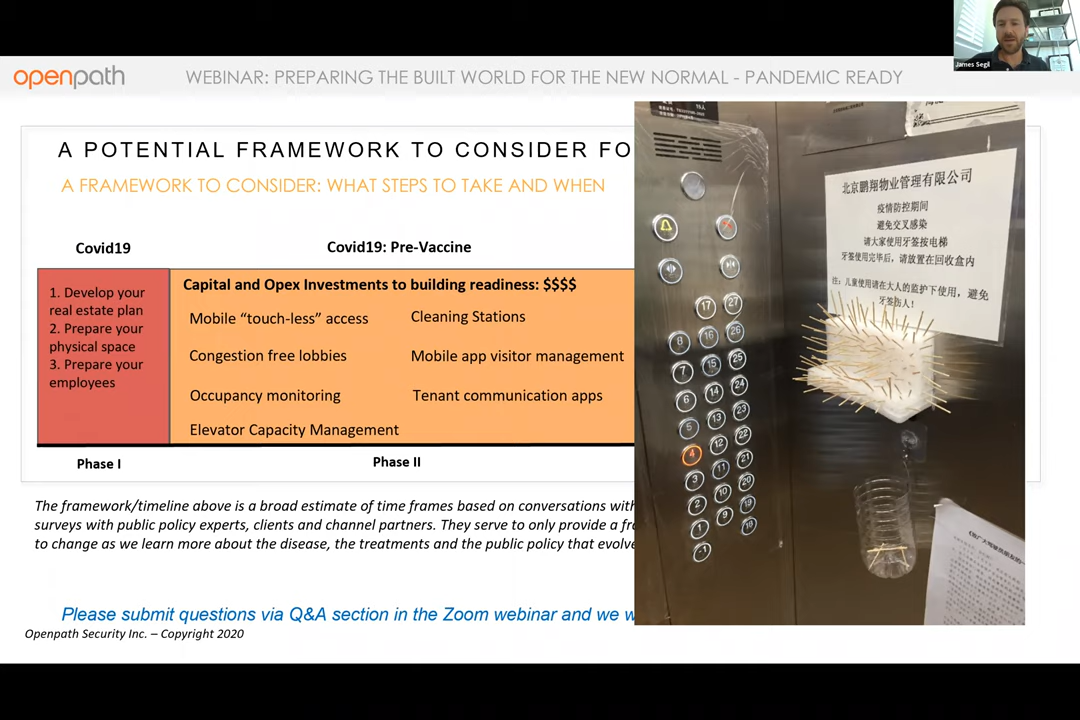 James Segil
openpath
WEBINAR: PREPARING THE BUILT WORLD FOR THE NEW NORMAL - PANDEMIC READY
A POTENTIAL FRAMEWORK TO CONSIDER FO
A FRAMEWORK TO CONSIDER: WHAT STEPS TO TAKE AND WHEN
Covid19
Covid19: Pre-Vaccine
1. Develop your
real estate plan
2. Prepare your
physical space
3. Prepare your
employees
Capital and Opex Investments to building readiness: $$$$
Mobile “touch-less” access
Cleaning Stations
Congestion free lobbies
Mobile app visitor management
Occupancy monitoring
Tenant communication apps
Elevator Capacity Management
Phase I
Phase II
The framework/timeline above is a broad estimate of time frames based on conversations with
surveys with public policy experts, clients and channel partners. They serve to only provide a fr
to change as we learn more about the disease, the treatments and the public policy that evolve
Please submit questions via Q&A section in the Zoom webinar and we w
Openpath Security Inc. – Copyright 2020
北京鹏翔物业管理有限公司
疫情防控期间
避免交叉感染
请大家使用牙签按电梯
牙签使用完毕后，请放置在回收盒内
注：儿童使用请在大人的监护下使用，避免
牙签伤人！
17 27
8 16 26
7 15 25
6 14 24
5 13 23
4 12 22
3 11 21
2 10 20
1 9 19
-1 18